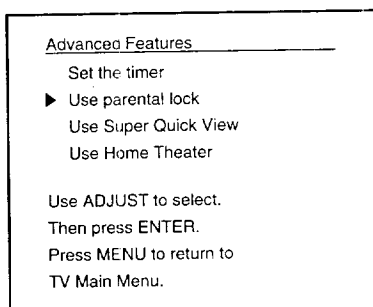 Advanced Features
Set the timer
▶ Use parental lock
Use Super Quick View
Use Home Theater
Use ADJUST to select.
Then press ENTER.
Press MENU to return to
TV Main Menu.